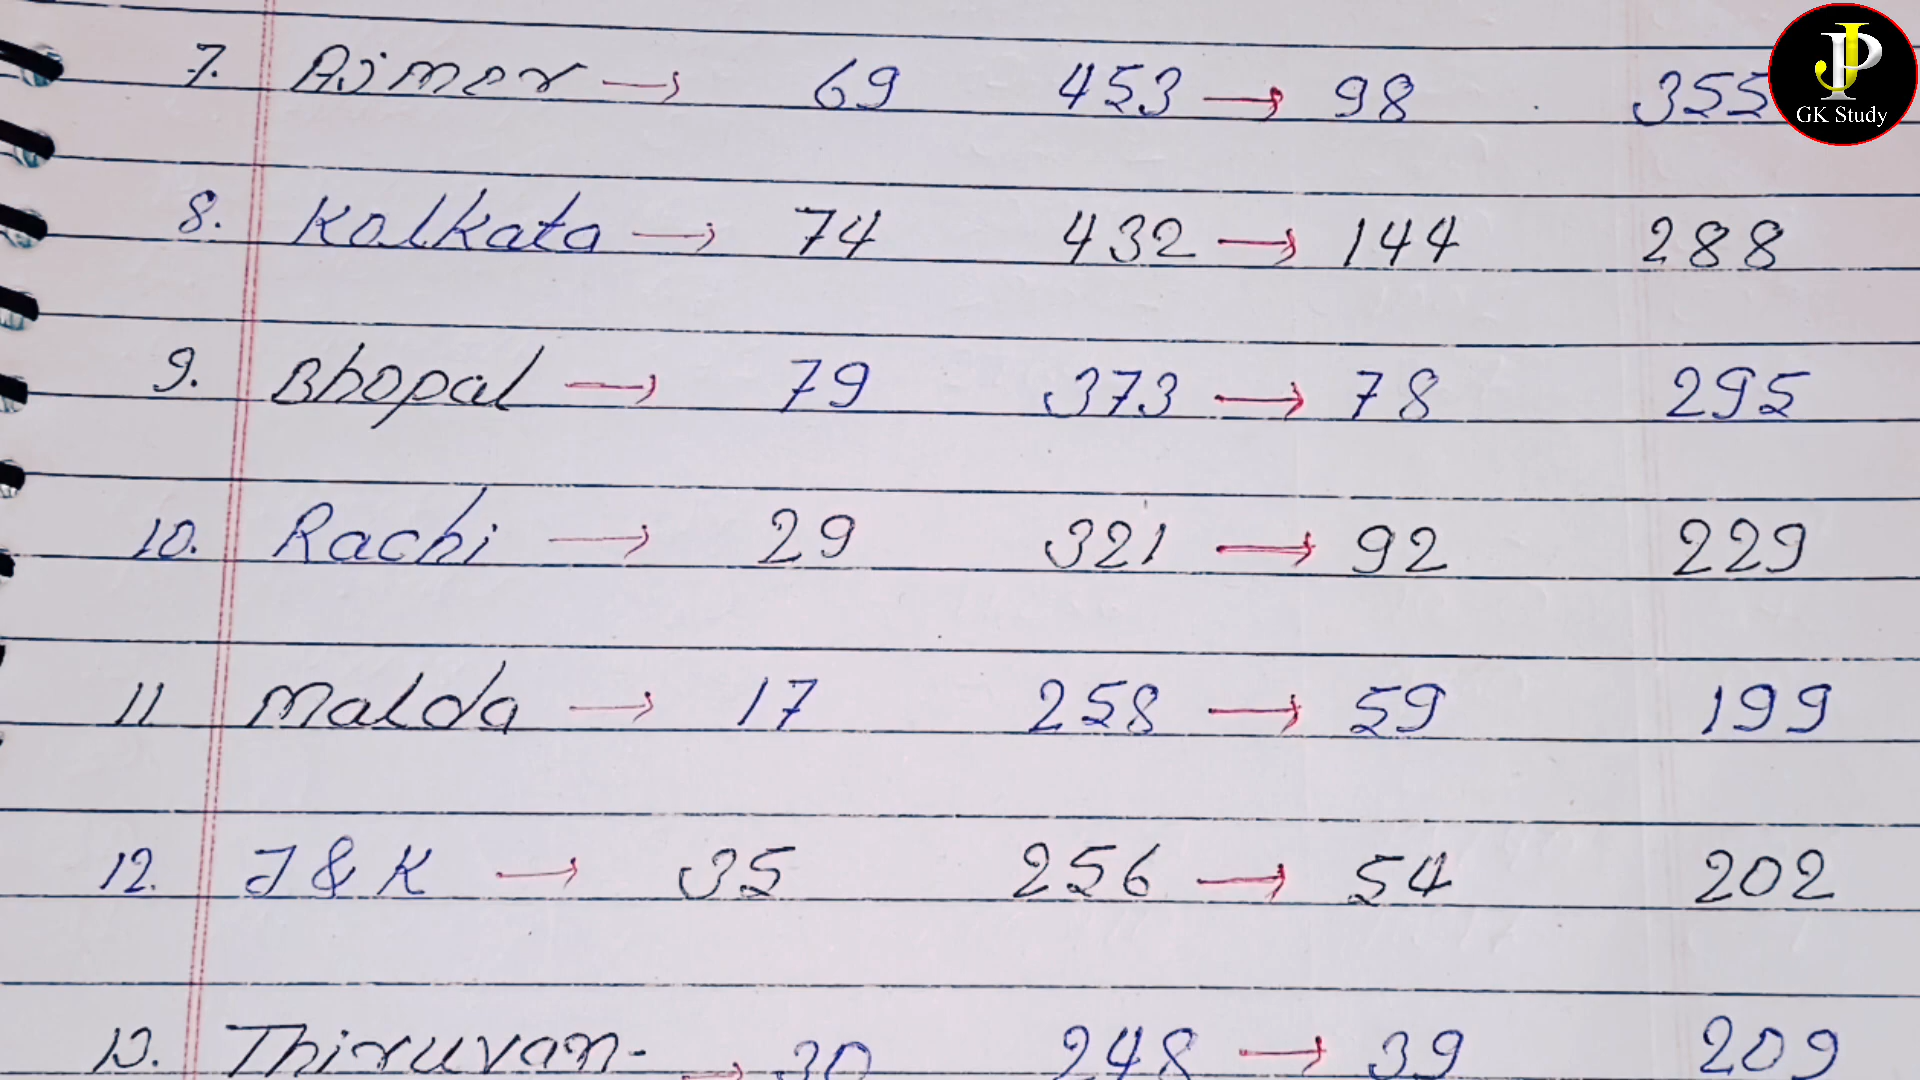 7. Ajmer → 69 453 → 98 355
JP
GK Study
8. Kolkata → 74 432 → 144 288
9. Bhopal → 79 373 → 78 295
10. Rachi → 29 321 → 92 229
11 Malda → 17 258 → 59 199
12. J & K → 35 256 → 54 202
13. Thiruvan- → 30 248 → 39 209